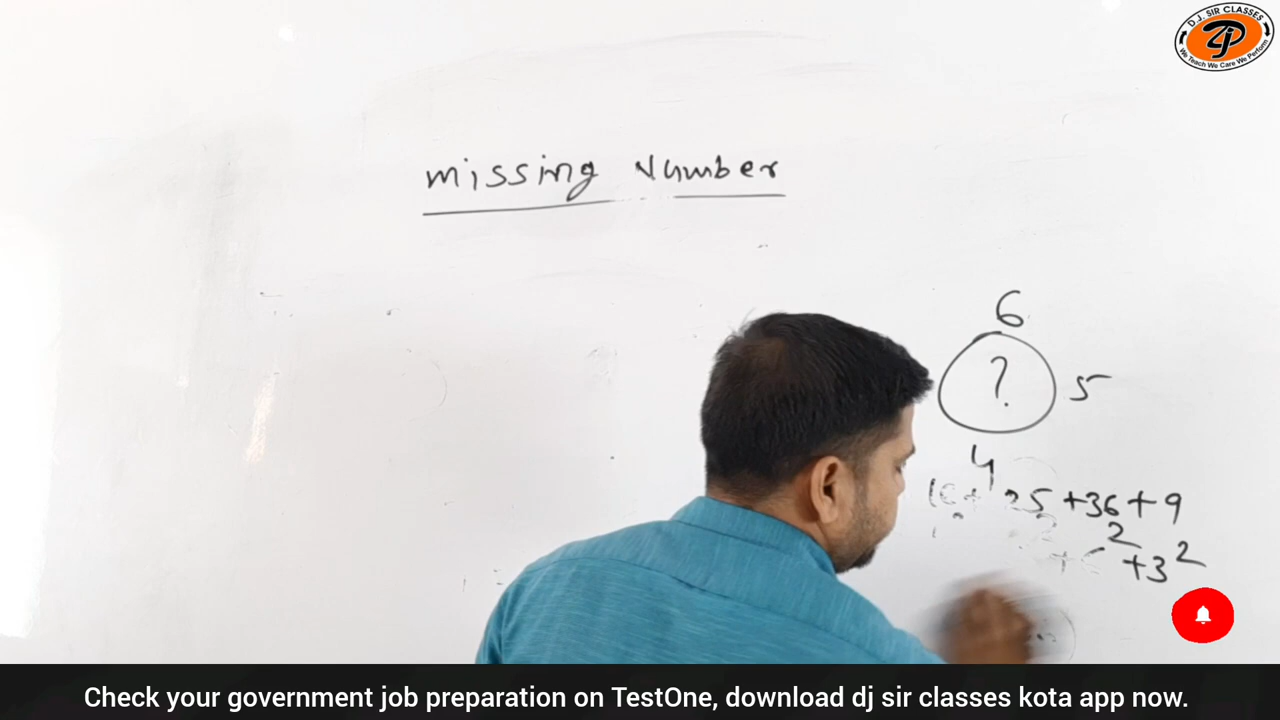 D.J. SIR CLASSES
We Teach We Care We Perform
missing Number
6
?
5
4
25 +36 + 9
2 +3 2
Check your government job preparation on TestOne, download dj sir classes kota app now.